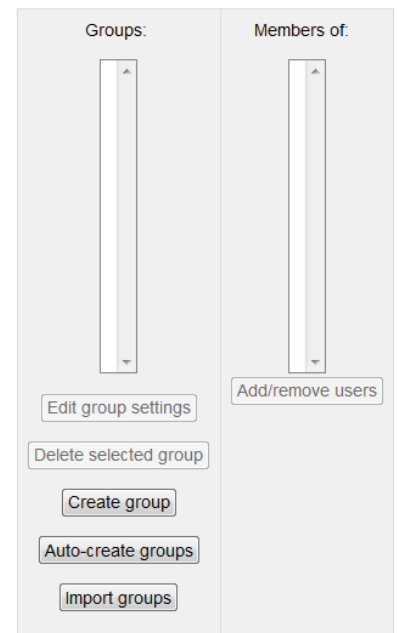 Groups:
Edit group settings
Delete selected group
Create group
Auto-create groups
Import groups
Members of:
Add/remove users